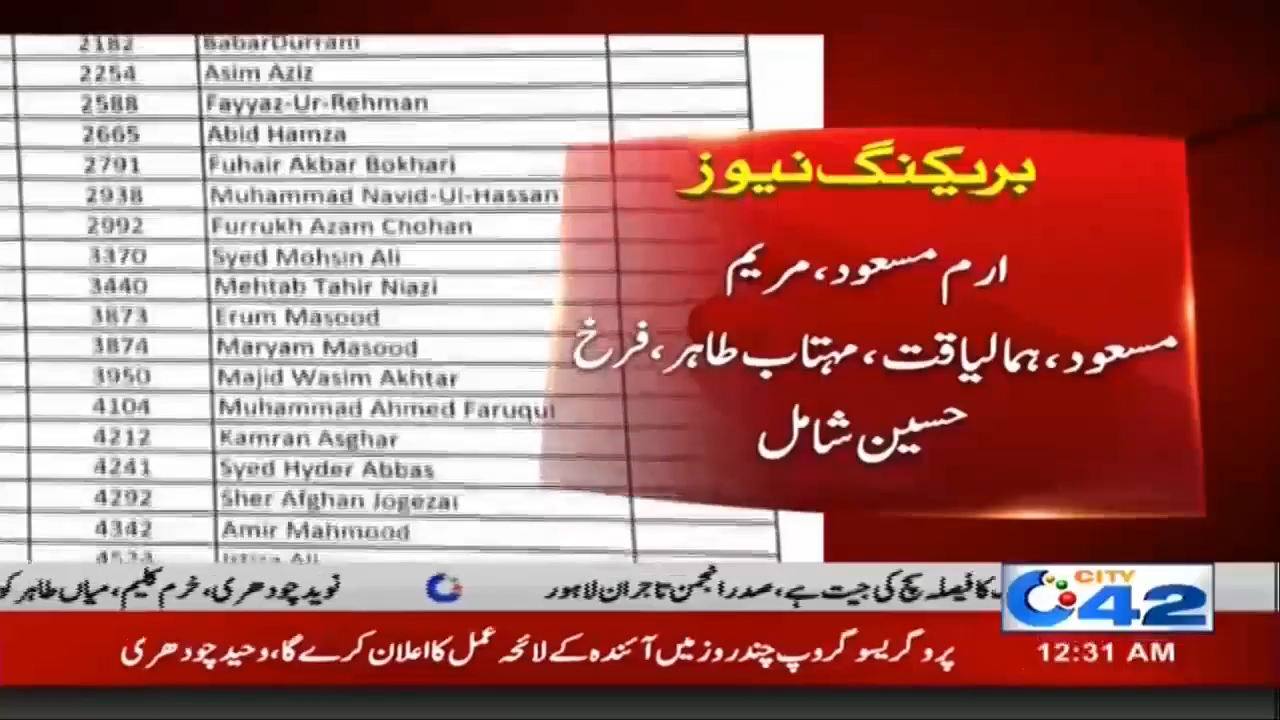 2182 BabarDurrani
2254 Asim Aziz
2588 Fayyaz-Ur-Rehman
2665 Abid Hamza
2791 Fuhair Akbar Bokhari
2938 Muhammad Navid-Ul-Hassan
2992 Furrukh Azam Chohan
3370 Syed Mohsin Ali
3440 Mehtab Tahir Niazi
3873 Erum Masood
3874 Maryam Masood
3950 Majid Wasim Akhtar
4104 Muhammad Ahmed Faruqui
4212 Kamran Asghar
4241 Syed Hyder Abbas
4292 Sher Afghan Jogezai
4342 Amir Mahmood
بریکنگ نیوز
ارم مسعود، مریم
مسعود، ہما لیاقت، مہتاب طاہر، فرخ
حسین شامل
کا فیصلہ سچ کی جیت ہے، صدر انجمن تاجران لاہور نوید چودھری، خرم کلیم، میاں طاہر کو
CITY
42
پروگریسو گروپ چند روز میں آئندہ کے لائحہ عمل کا اعلان کرے گا، وحید چودھری
12:31 AM